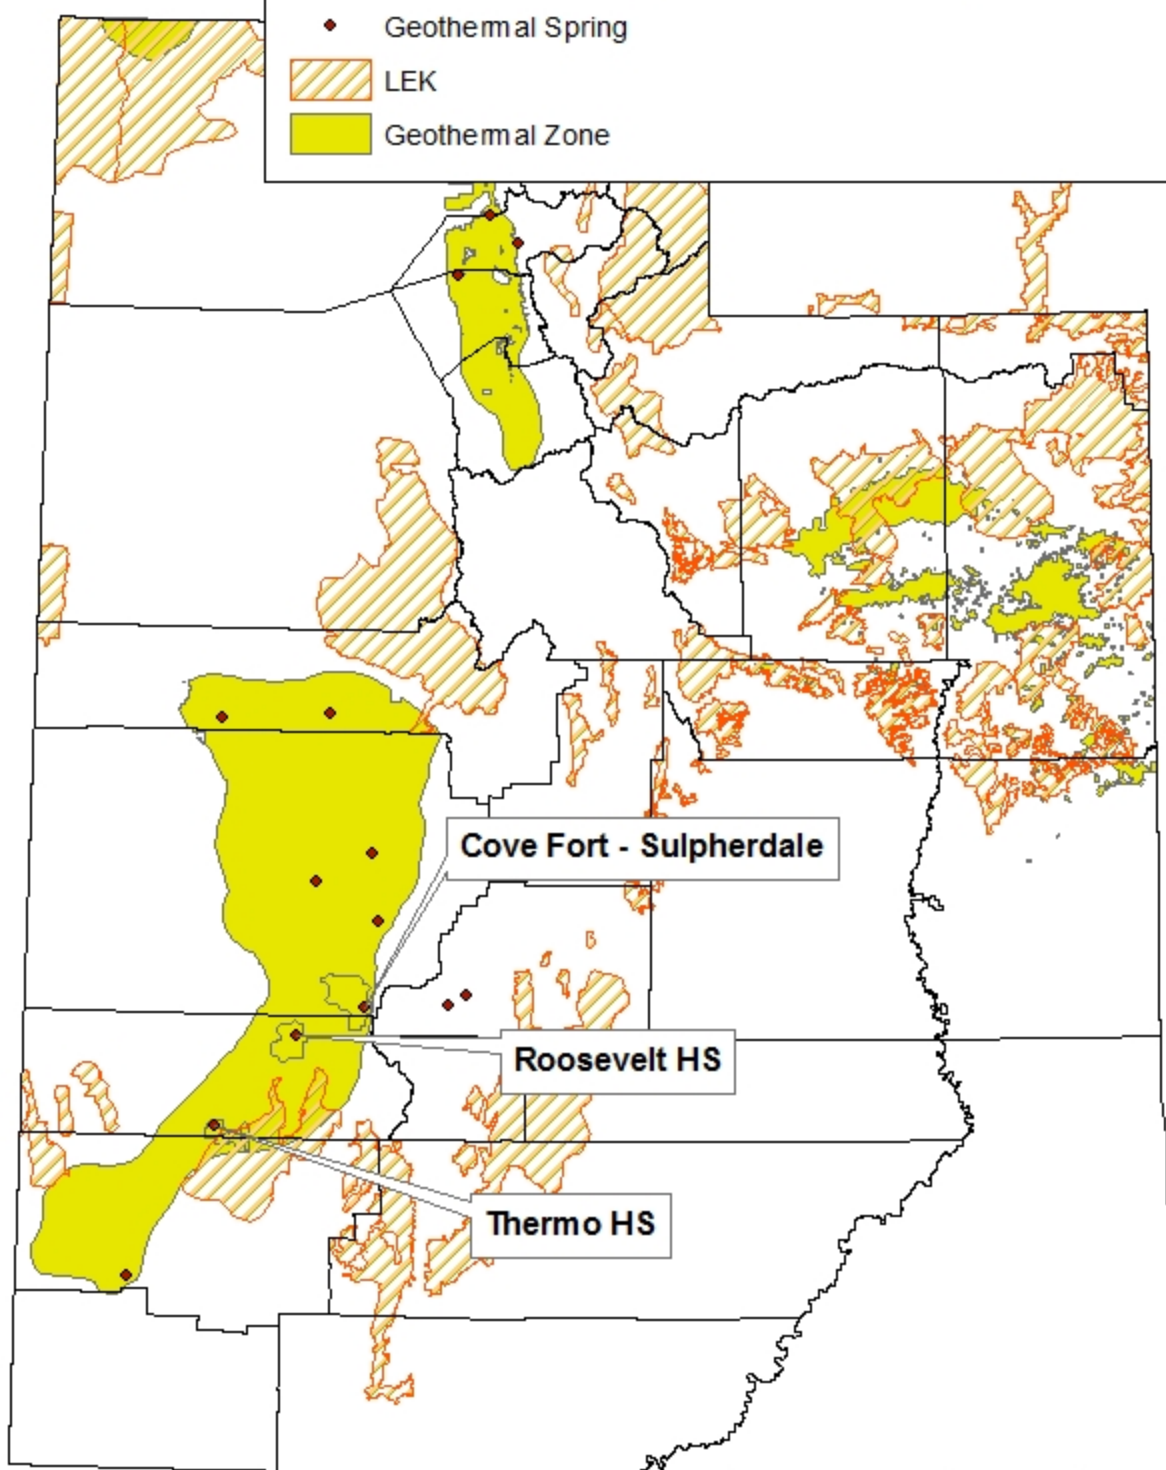 Geothermal Spring
LEK
Geothermal Zone
Cove Fort - Sulpherdale
Roosevelt HS
Thermo HS